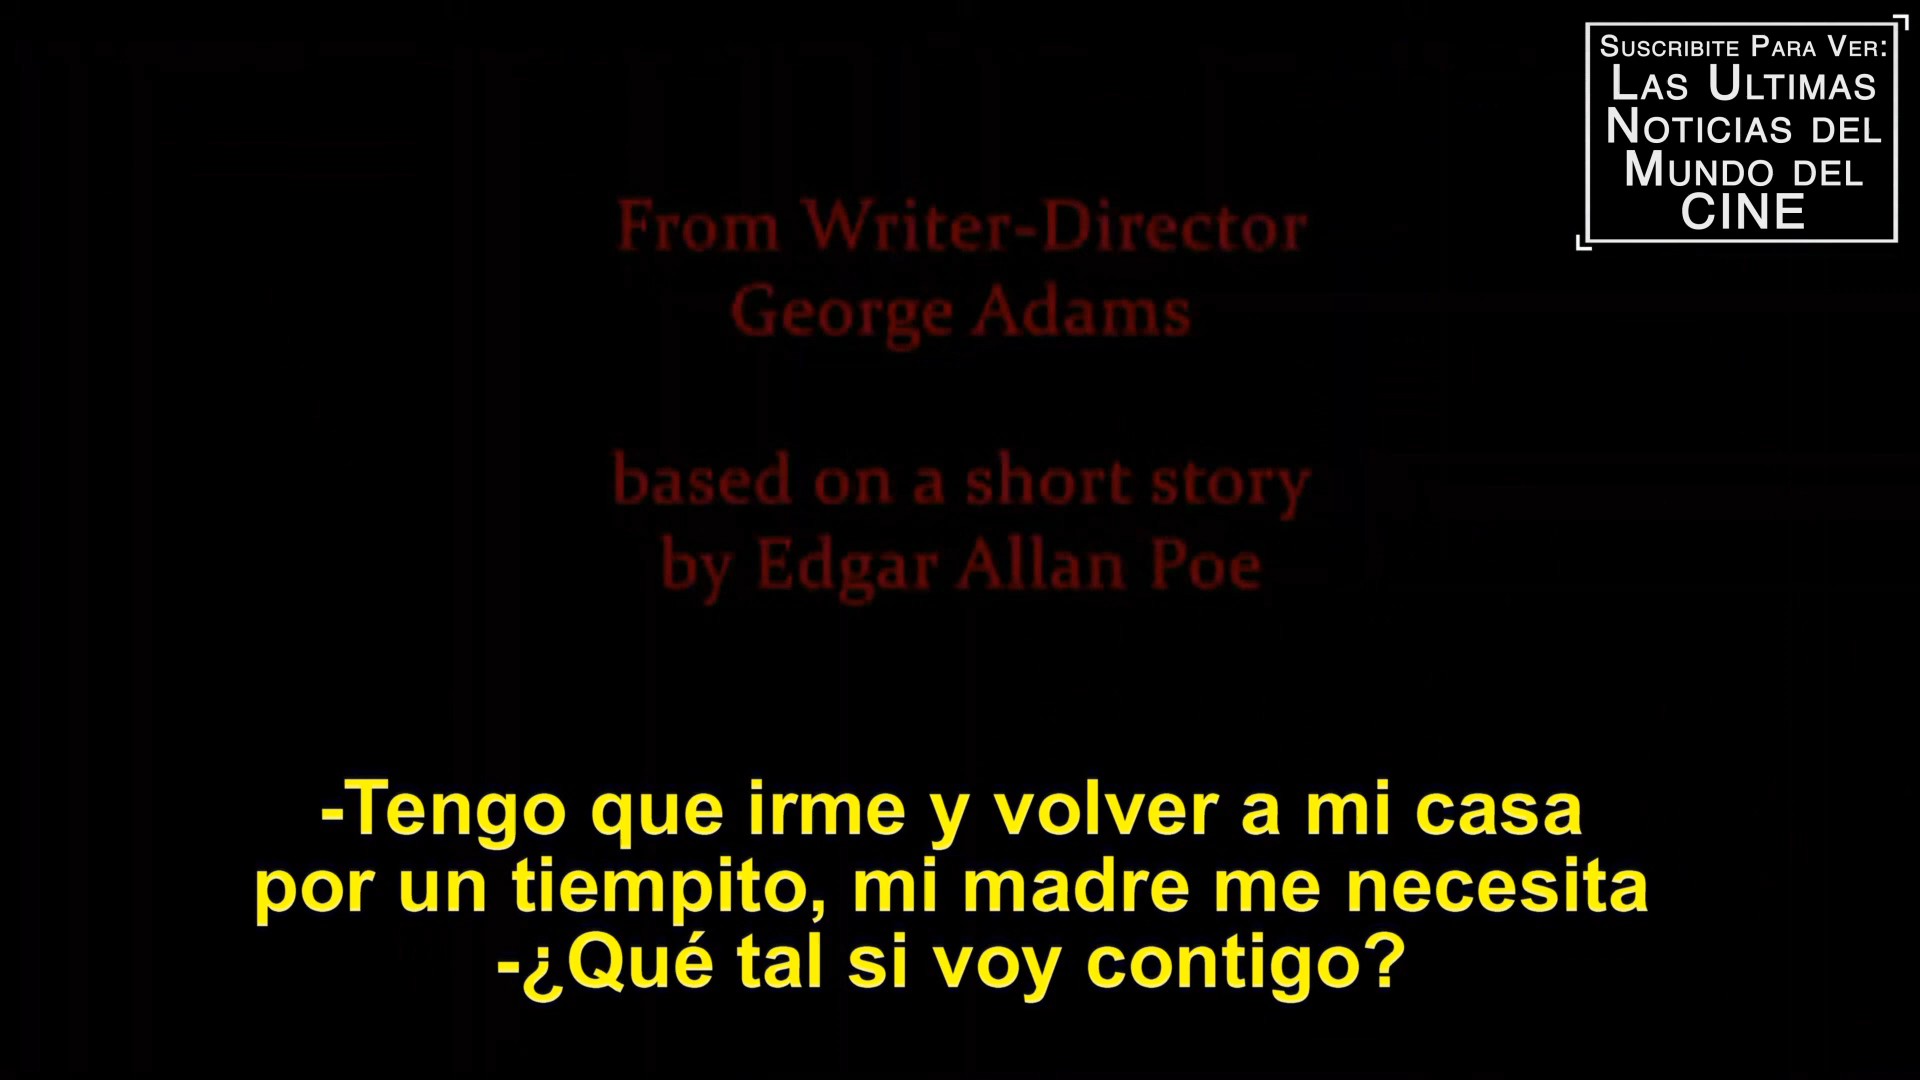 Suscribite Para Ver:
Las Ultimas
Noticias del
Mundo del
CINE
From Writer-Director
George Adams
based on a short story
by Edgar Allan Poe
-Tengo que irme y volver a mi casa
por un tiempito, mi madre me necesita
-¿Qué tal si voy contigo?